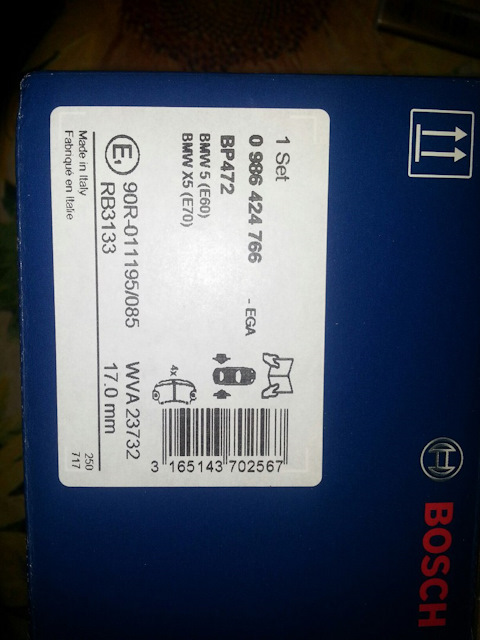 BOSCH
1 Set
0 986 424 766
BP472
- EGA
BMW 5 (E60)
BMW X5 (E70)
4x
E1
90R-011195/085
WVA 23732
RB3133
17.0 mm
Made in Italy
Fabriqué en Italie
250
717
3 165143 702567